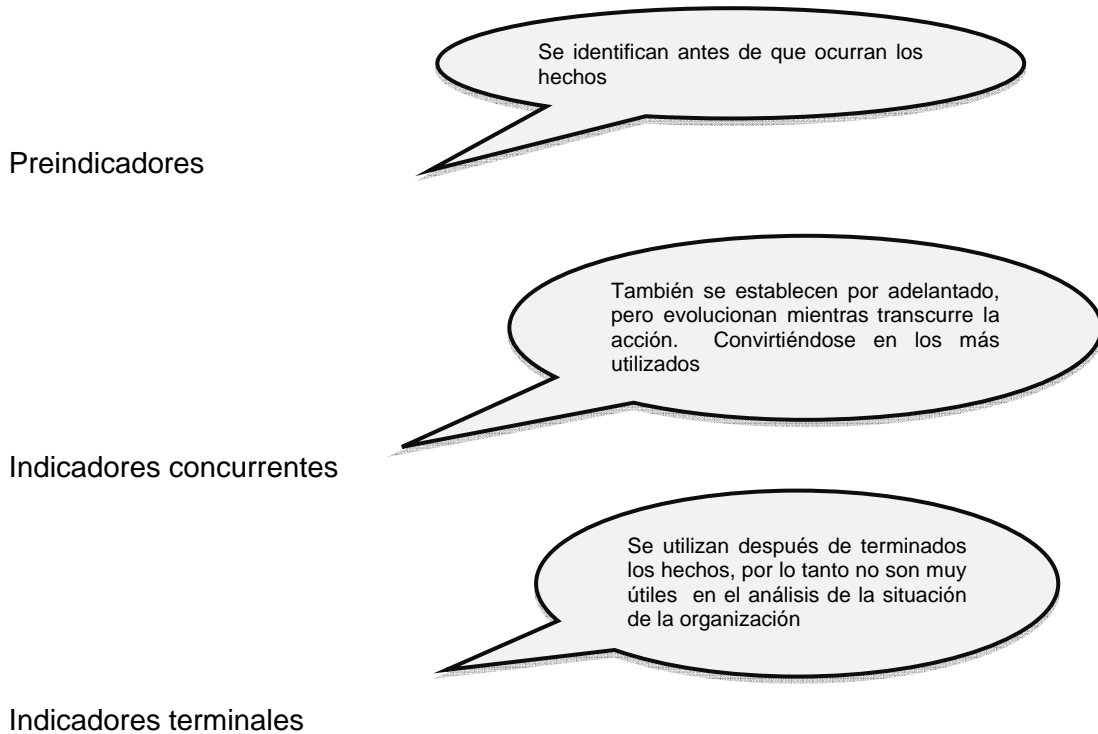 Se identifican antes de que ocurran los
hechos
Preindicadores
También se establecen por adelantado,
pero evolucionan mientras transcurre la
acción. Convirtiéndose en los más
utilizados
Indicadores concurrentes
Se utilizan después de terminados
los hechos, por lo tanto no son muy
útiles en el análisis de la situación
de la organización
Indicadores terminales